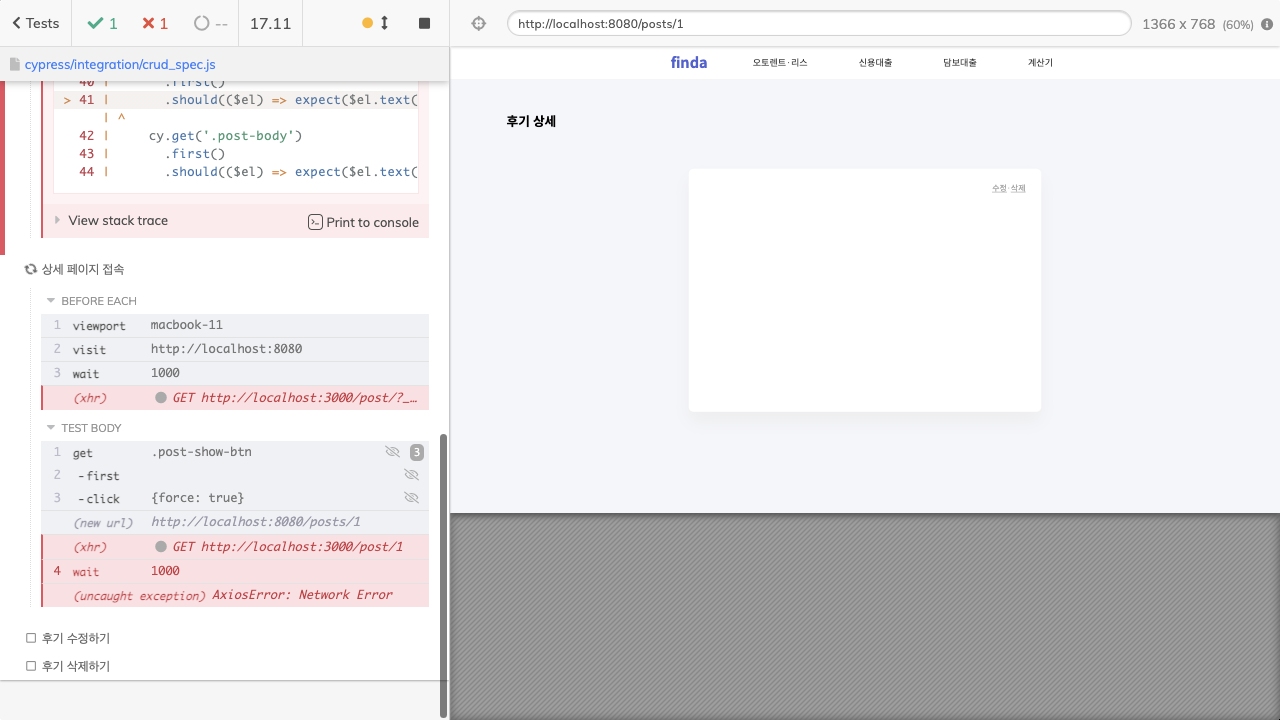 Tests
1
1
--
17.11
http://localhost:8080/posts/1
1366 x 768 (60%)
cypress/integration/crud_spec.js
40 | .first()
> 41 | .should(($el) => expect($el.text(
| ^
42 | cy.get('.post-body')
43 | .first()
44 | .should(($el) => expect($el.text(
View stack trace
Print to console
상세 페이지 접속
BEFORE EACH
1 viewport macbook-11
2 visit http://localhost:8080
3 wait 1000
(xhr) GET http://localhost:3000/post/?_…
TEST BODY
1 get .post-show-btn 3
2 -first
3 -click {force: true}
(new url) http://localhost:8080/posts/1
(xhr) GET http://localhost:3000/post/1
4 wait 1000
(uncaught exception) AxiosError: Network Error
후기 수정하기
후기 삭제하기
finda
오토렌트·리스
신용대출
담보대출
계산기
후기 상세
수정·삭제